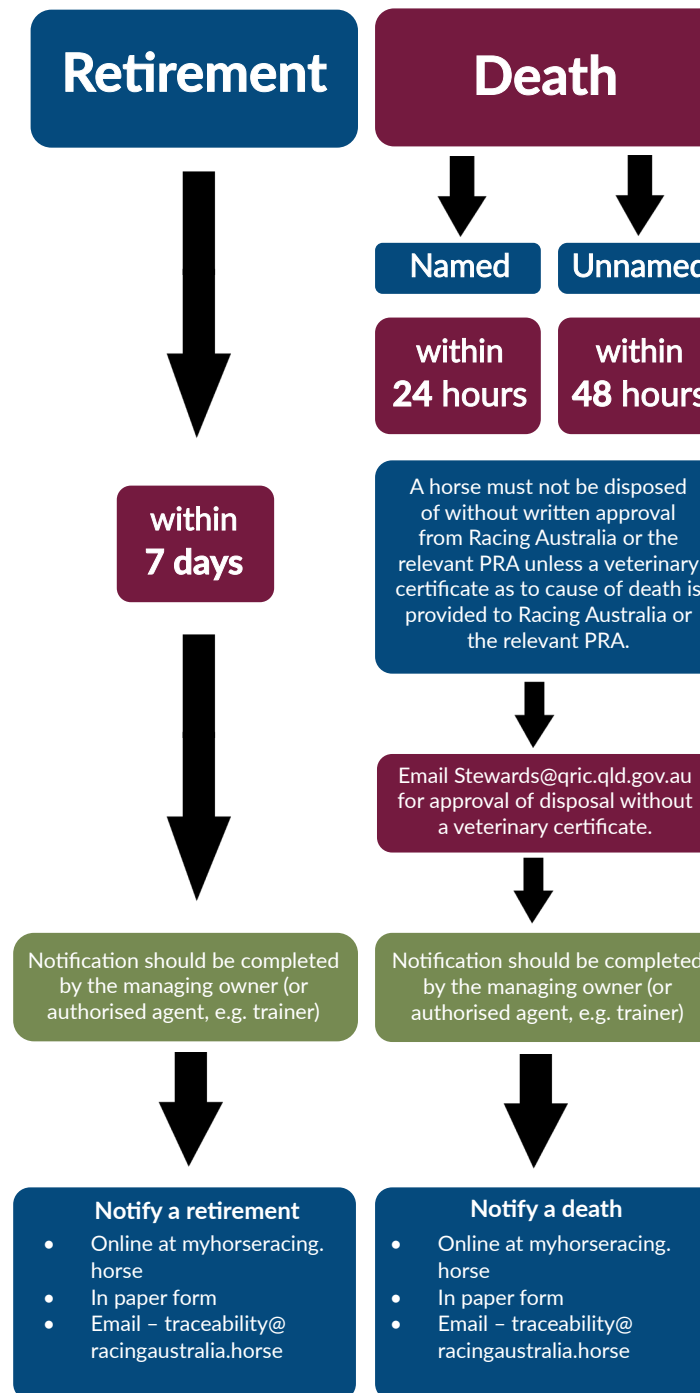 Retirement
within
7 days
Notification should be completed
by the managing owner (or
authorised agent, e.g. trainer)
Notify a retirement
• Online at myhorseracing.
horse
• In paper form
• Email – traceability@
racingaustralia.horse
Death
Named
within
24 hours
Unnamed
within
48 hours
A horse must not be disposed
of without written approval
from Racing Australia or the
relevant PRA unless a veterinary
certificate as to cause of death is
provided to Racing Australia or
the relevant PRA.
Email Stewards@qric.qld.gov.au
for approval of disposal without
a veterinary certificate.
Notification should be completed
by the managing owner (or
authorised agent, e.g. trainer)
Notify a death
• Online at myhorseracing.
horse
• In paper form
• Email – traceability@
racingaustralia.horse